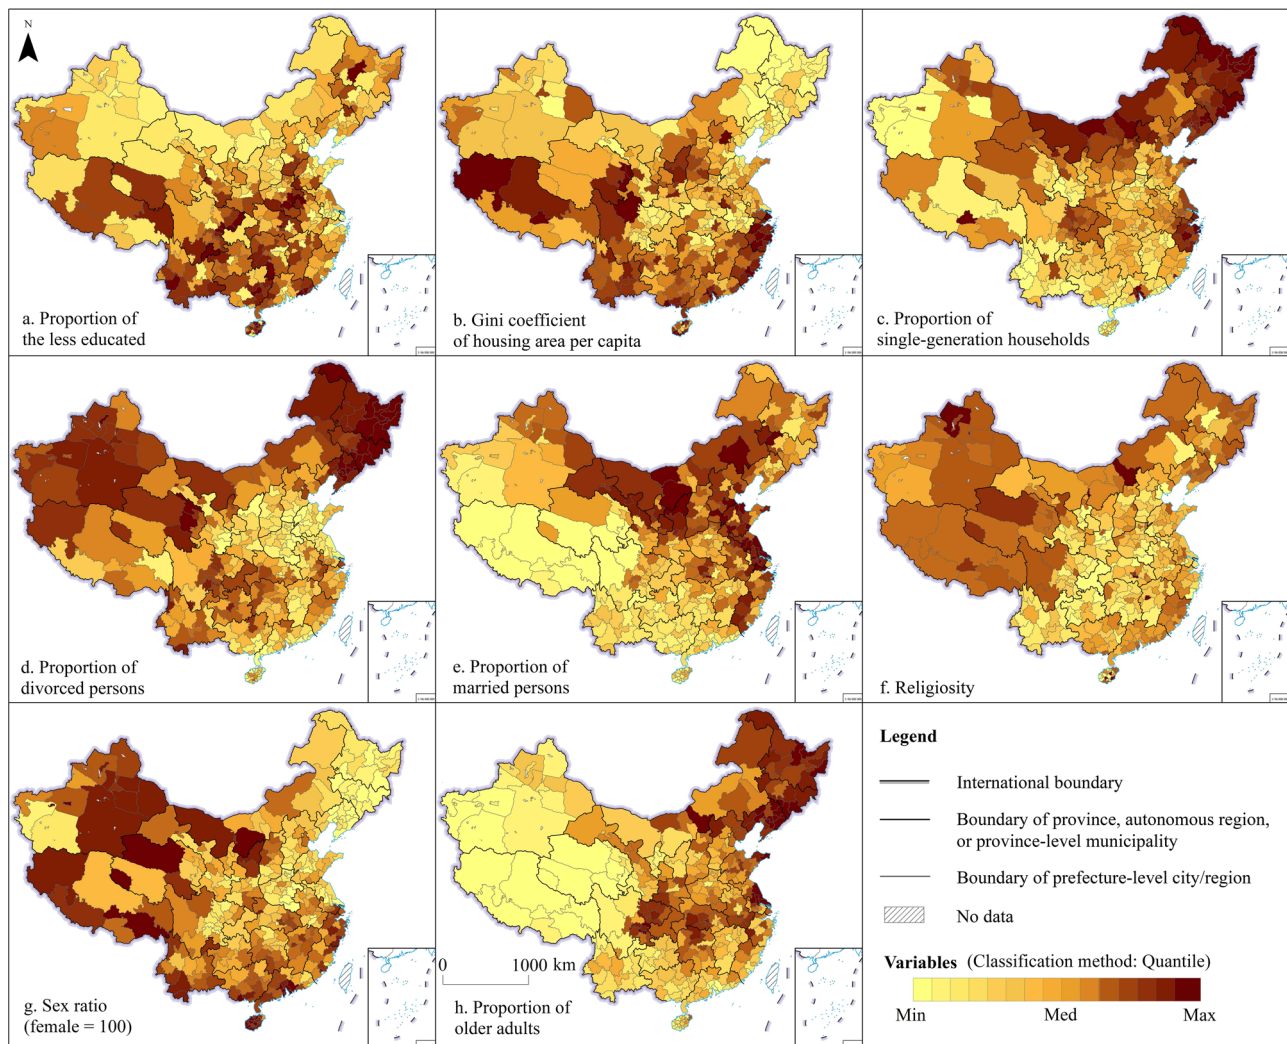 N
a. Proportion of
the less educated
b. Gini coefficient
of housing area per capita
c. Proportion of
single-generation households
d. Proportion of
divorced persons
e. Proportion of
married persons
f. Religiosity
g. Sex ratio
(female = 100)
0 1000 km
h. Proportion of
older adults
Legend
International boundary
Boundary of province, autonomous region,
or province-level municipality
Boundary of prefecture-level city/region
No data
Variables (Classification method: Quantile)
Min Med Max